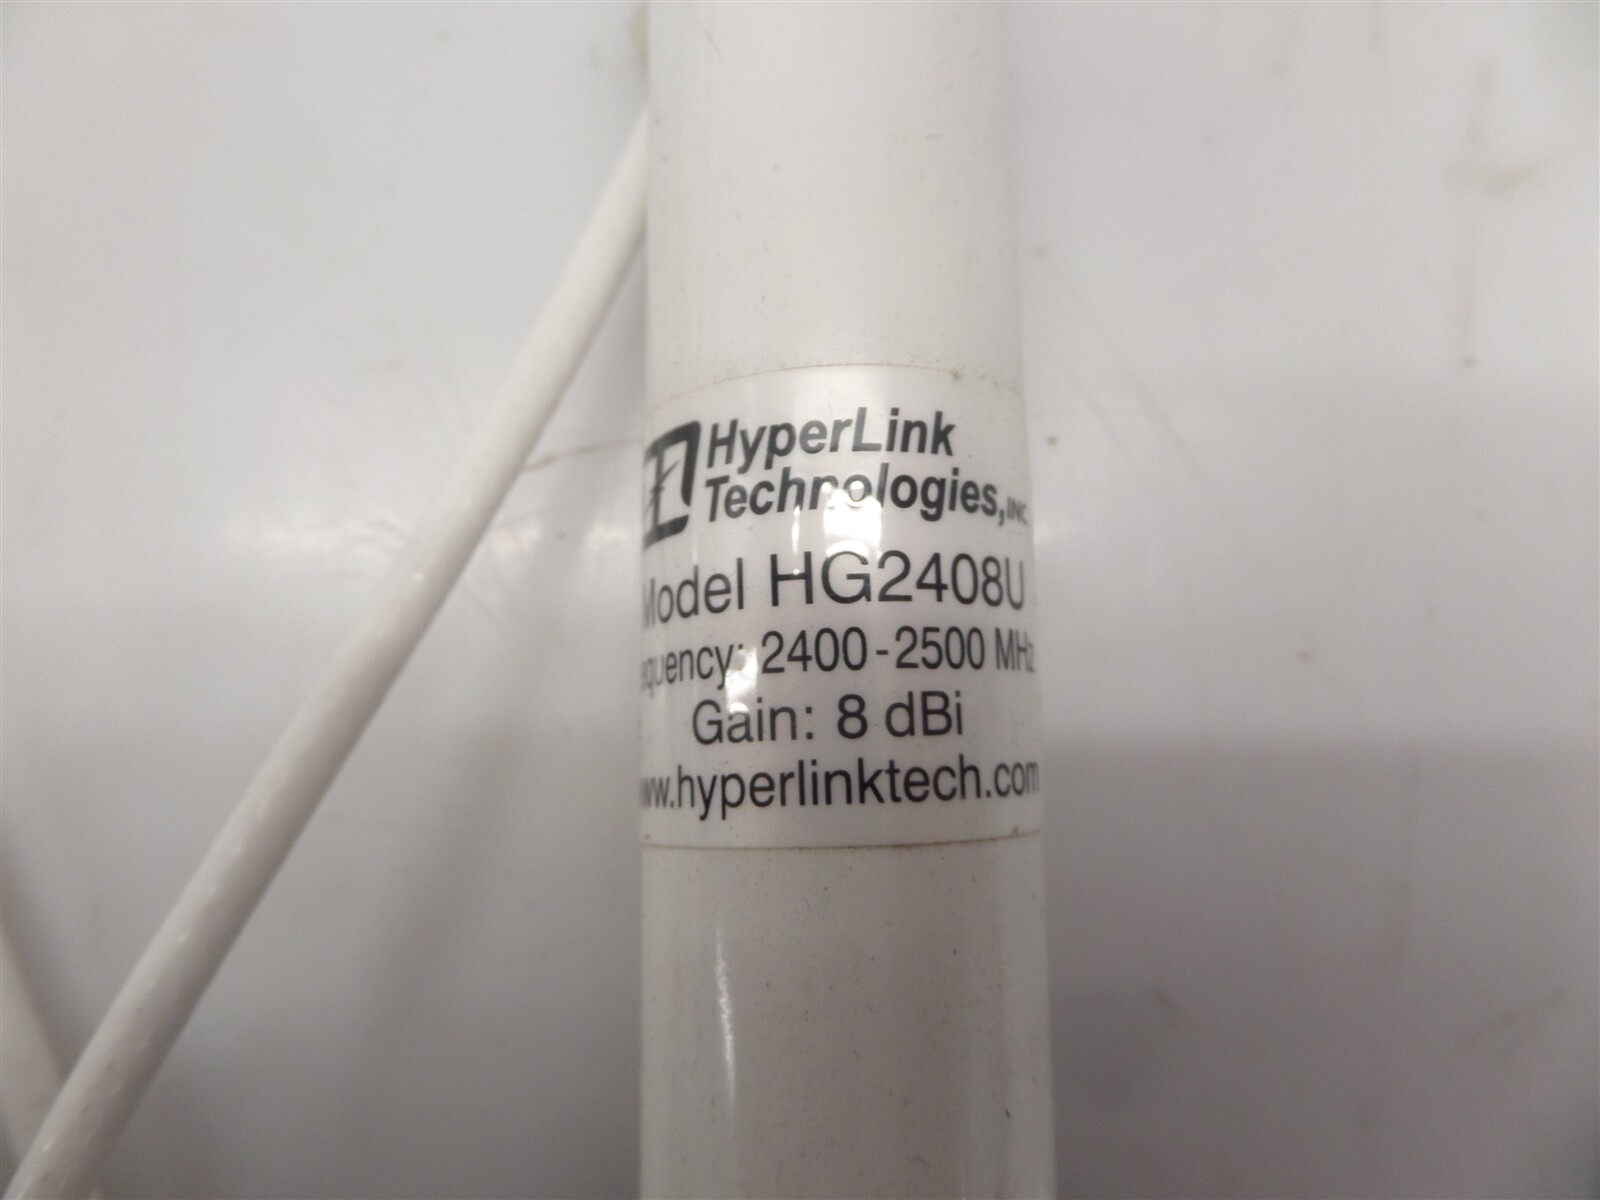 HyperLink
Technologies, INC.
Model HG2408U
equency: 2400-2500 MHz
Gain: 8 dBi
www.hyperlinktech.com